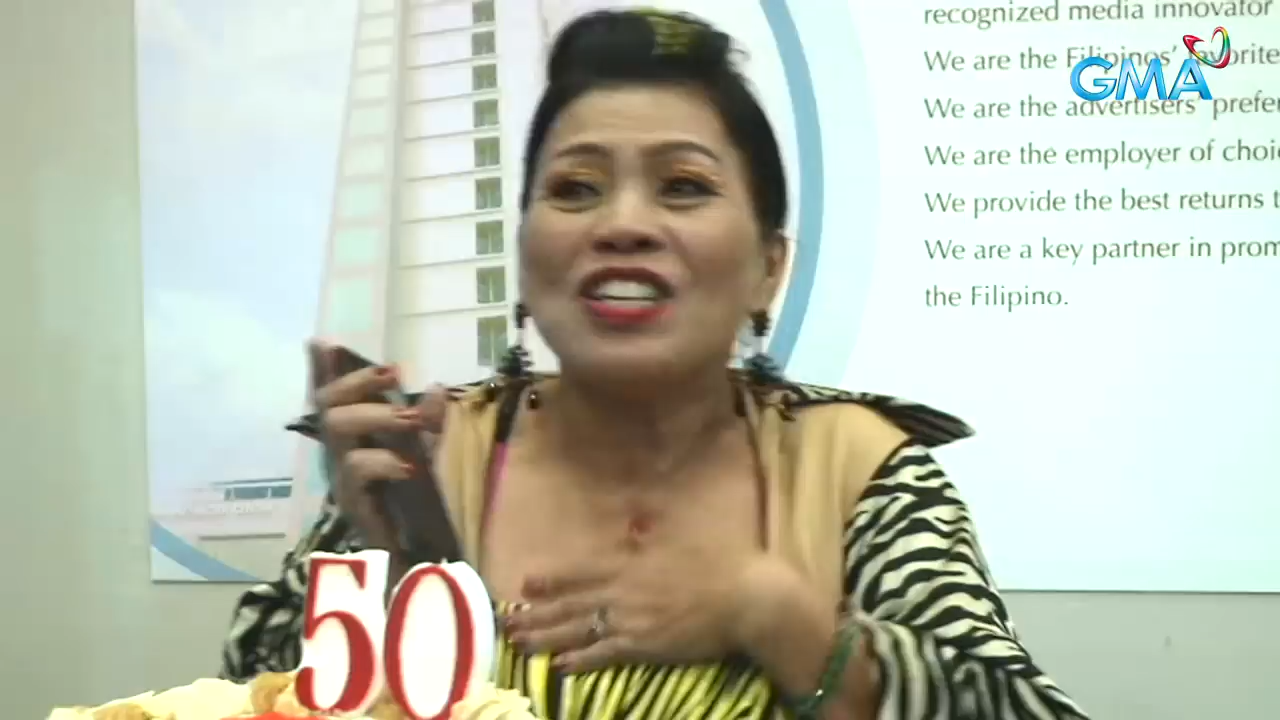 recognized media innovator
We are the Filipinos' favorite
We are the advertisers'
We are the employer of
We provide the best returns
We are a key partner in
the Filipino.
GMA
50